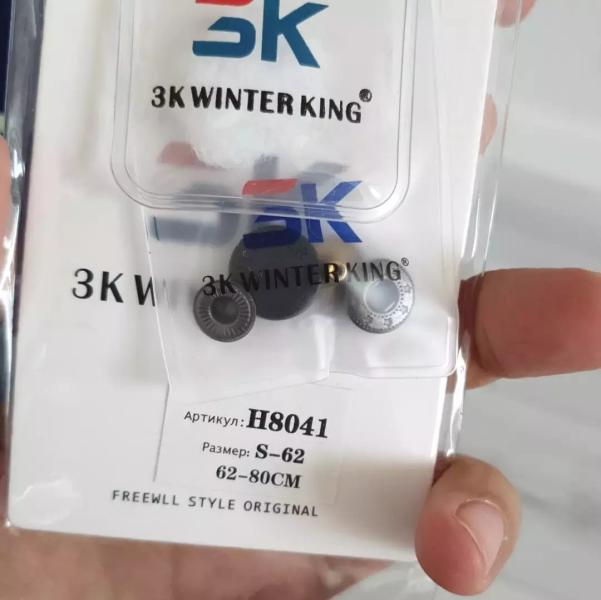 3K
3K WINTER KING®
3K
3K WINTER KING®
3K W
Артикул: H8041
Размер: S-62
62-80CM
FREEWLL STYLE ORIGINAL